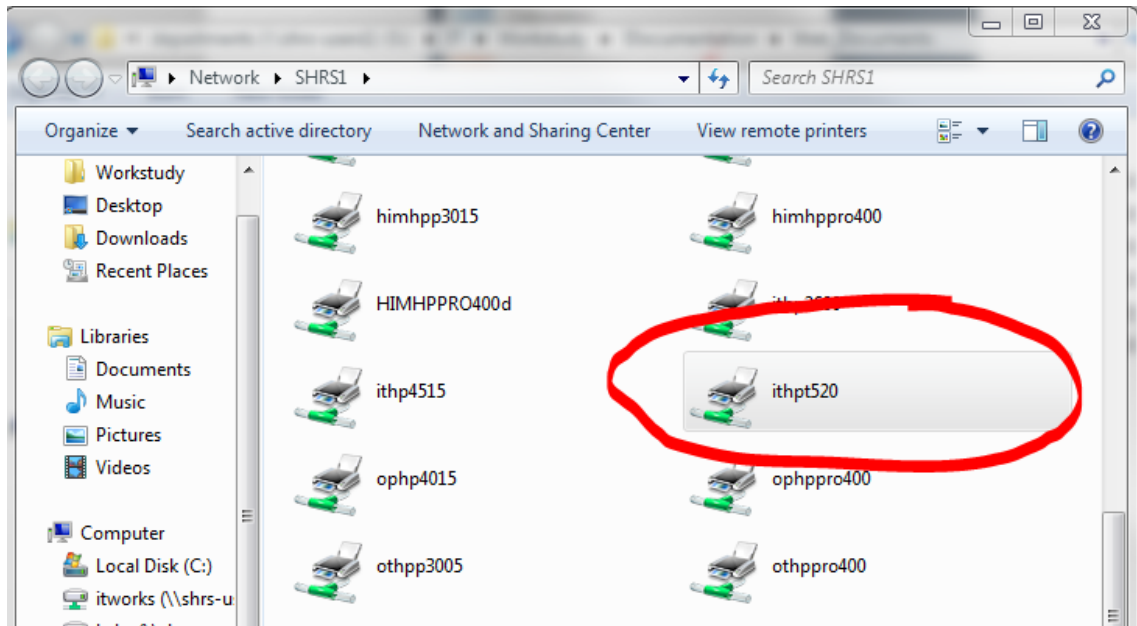 Network ▸ SHRS1 ▸
Search SHRS1
Organize
Search active directory
Network and Sharing Center
View remote printers
Workstudy
Desktop
Downloads
Recent Places
Libraries
Documents
Music
Pictures
Videos
Computer
Local Disk (C:)
itworks (\\shrs-u
himhpp3015
himhppro400
HIMHPPRO400d
ithp4515
ithpt520
ophp4015
ophppro400
othpp3005
othppro400